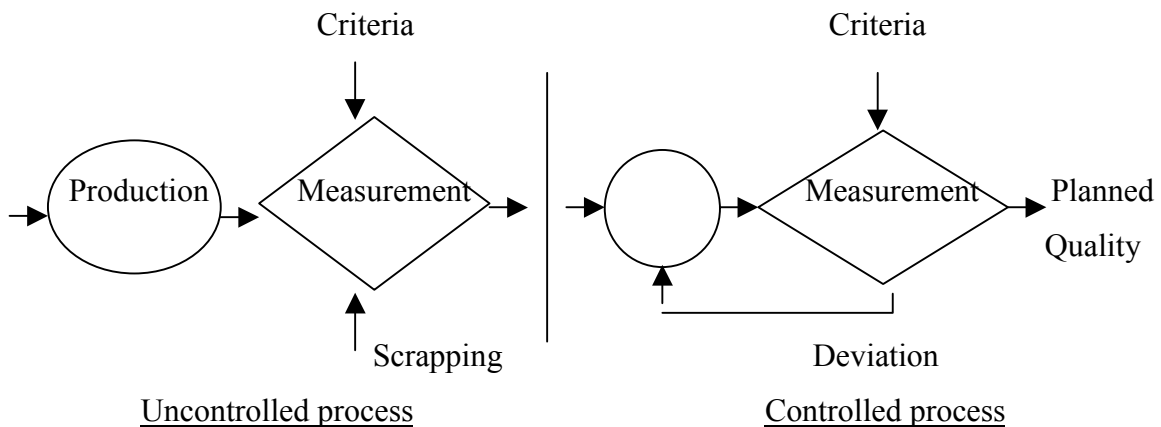 Criteria
Production
Measurement
Scrapping
Uncontrolled process
Criteria
Measurement
Planned
Quality
Deviation
Controlled process